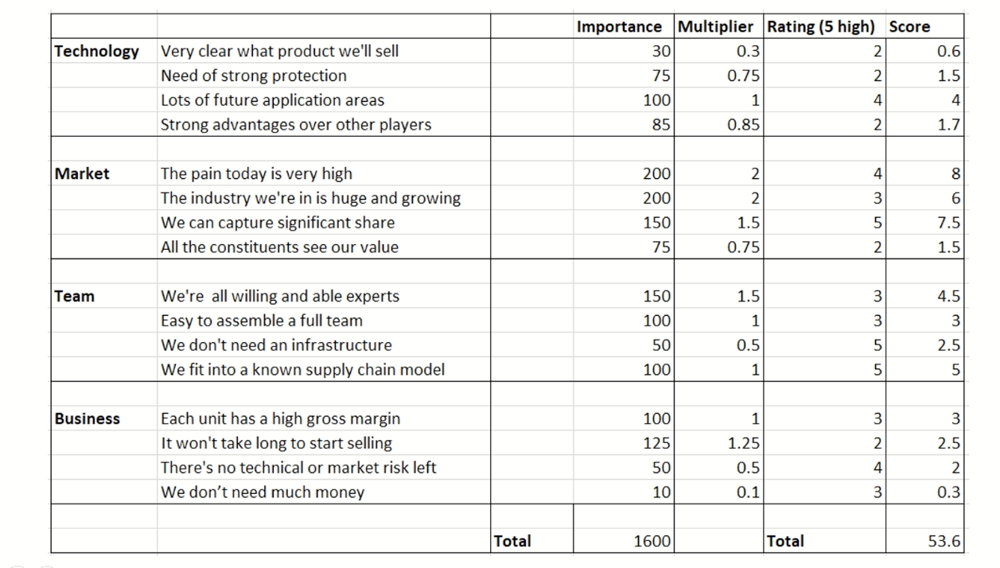 Importance Multiplier Rating (5 high) Score
Technology Very clear what product we'll sell 30 0.3 2 0.6
Need of strong protection 75 0.75 2 1.5
Lots of future application areas 100 1 4 4
Strong advantages over other players 85 0.85 2 1.7
Market The pain today is very high 200 2 4 8
The industry we're in is huge and growing 200 2 3 6
We can capture significant share 150 1.5 5 7.5
All the constituents see our value 75 0.75 2 1.5
Team We're all willing and able experts 150 1.5 3 4.5
Easy to assemble a full team 100 1 3 3
We don't need an infrastructure 50 0.5 5 2.5
We fit into a known supply chain model 100 1 5 5
Business Each unit has a high gross margin 100 1 3 3
It won't take long to start selling 125 1.25 2 2.5
There's no technical or market risk left 50 0.5 4 2
We don’t need much money 10 0.1 3 0.3
Total 1600 Total 53.6